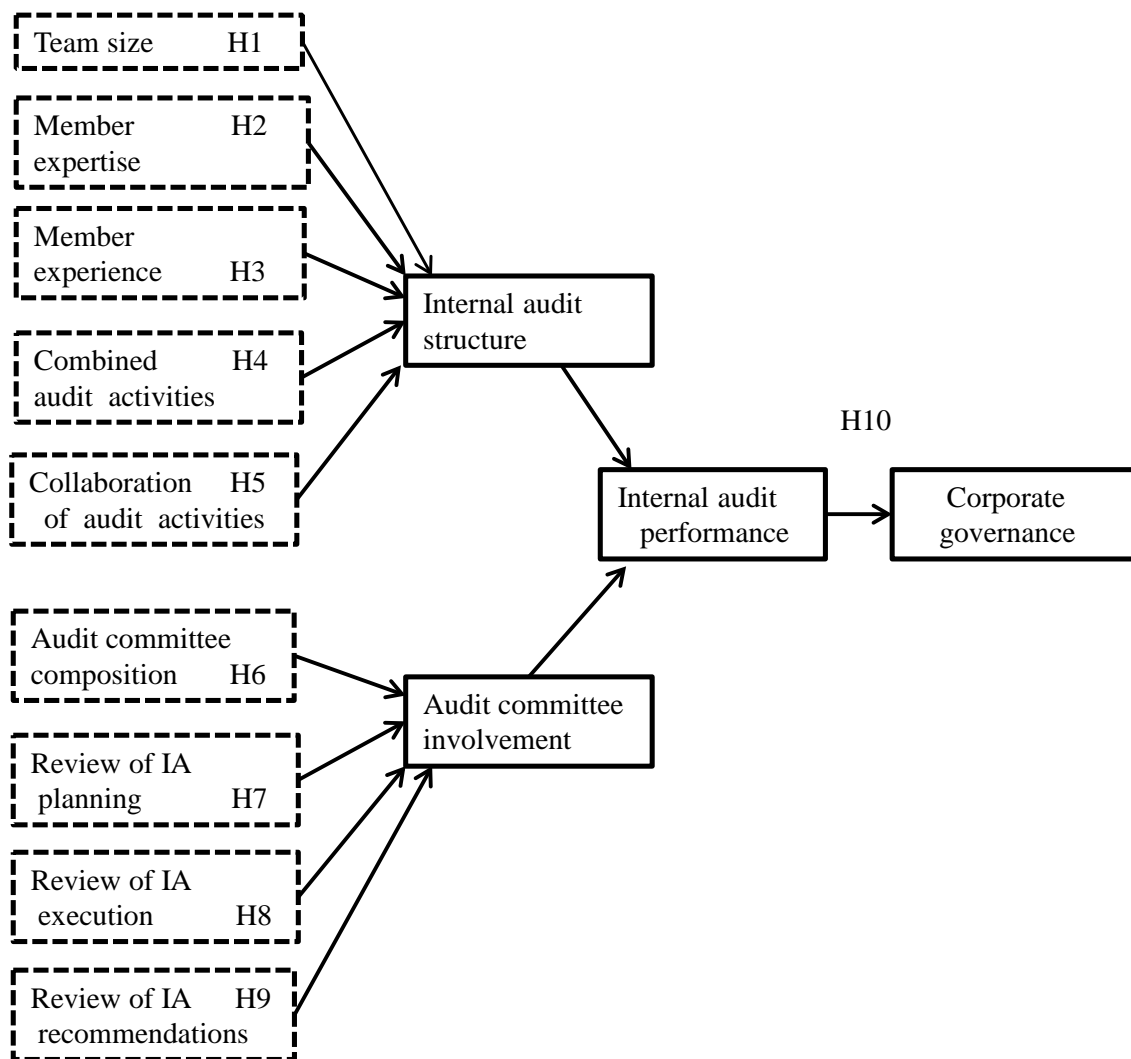 Team size H1
Member H2
expertise
Member
experience H3
Combined H4
audit activities
Collaboration H5
of audit activities
Internal audit
structure
H10
Internal audit
performance
Corporate
governance
Audit committee
composition H6
Review of IA
planning H7
Review of IA
execution H8
Review of IA H9
recommendations
Audit committee
involvement